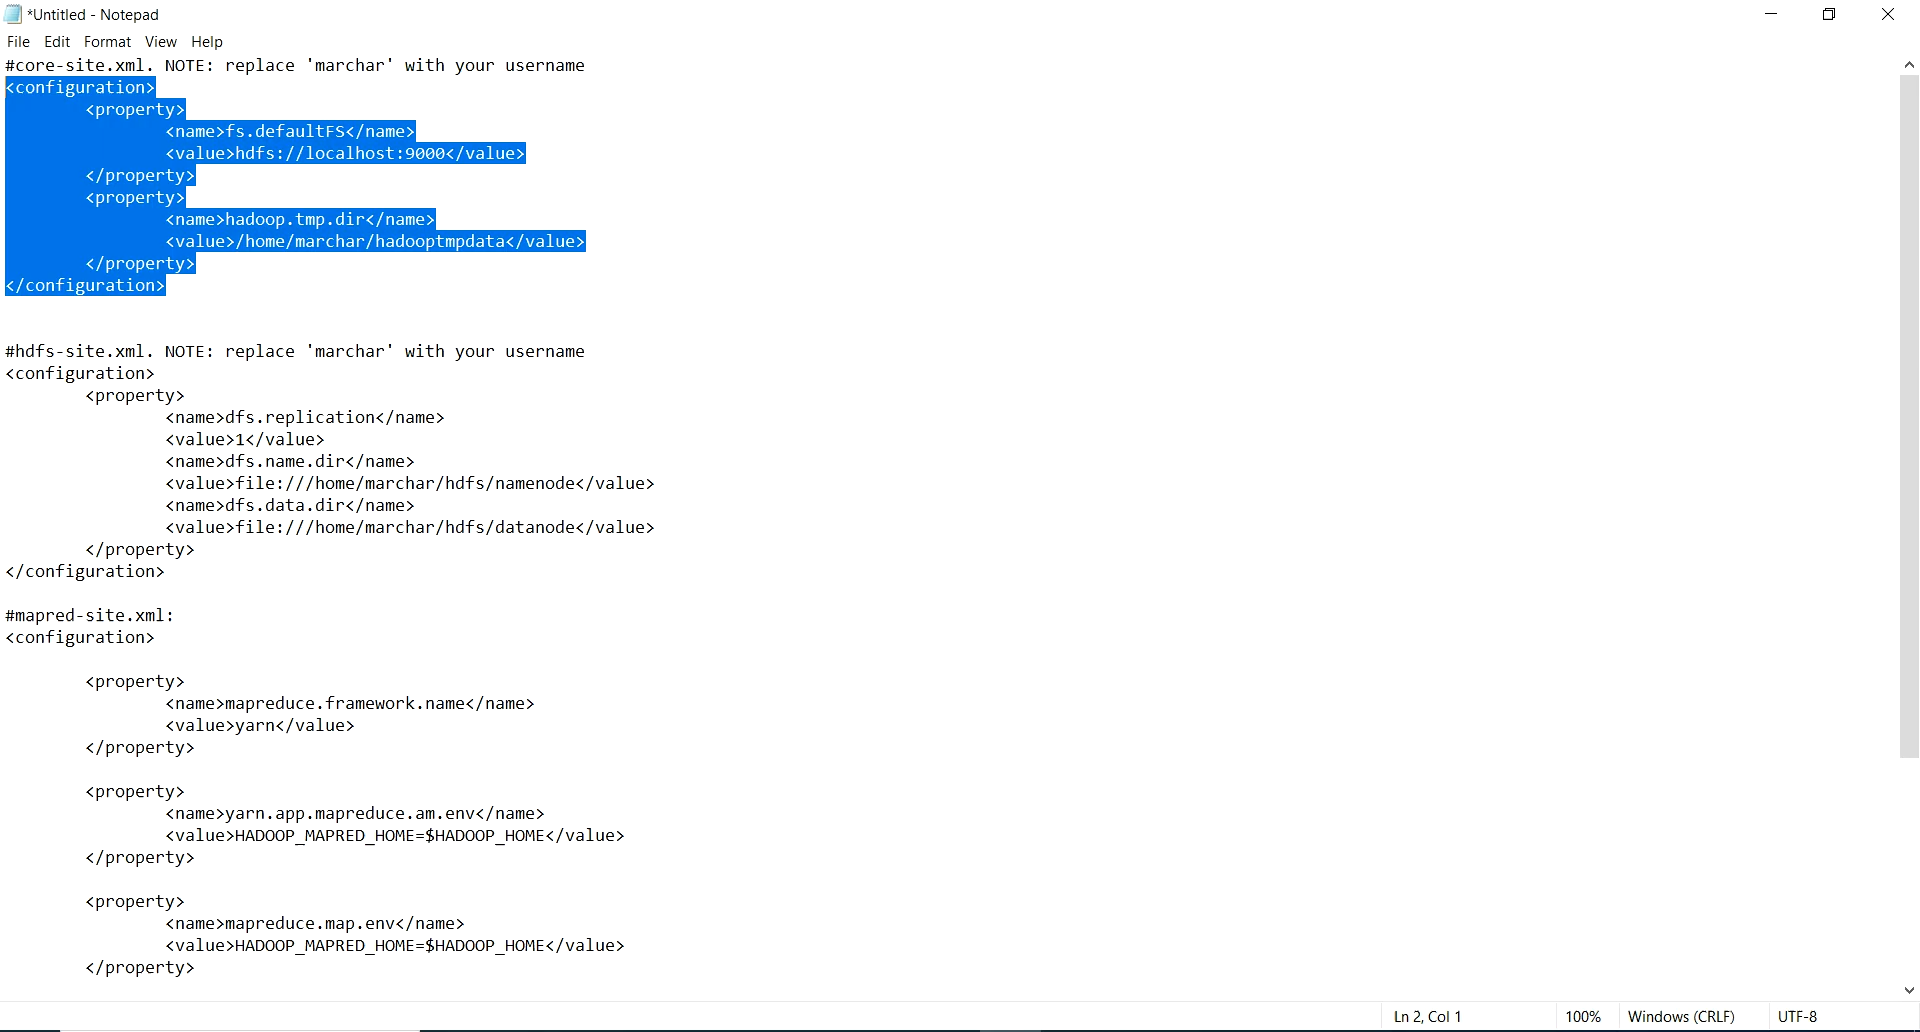 *Untitled - Notepad
File Edit Format View Help
#core-site.xml. NOTE: replace 'marchar' with your username
<configuration>
        <property>
                <name>fs.defaultFS</name>
                <value>hdfs://localhost:9000</value>
        </property>
        <property>
                <name>hadoop.tmp.dir</name>
                <value>/home/marchar/hadooptmpdata</value>
        </property>
</configuration>
#hdfs-site.xml. NOTE: replace 'marchar' with your username
<configuration>
        <property>
                <name>dfs.replication</name>
                <value>1</value>
                <name>dfs.name.dir</name>
                <value>file:///home/marchar/hdfs/namenode</value>
                <name>dfs.data.dir</name>
                <value>file:///home/marchar/hdfs/datanode</value>
        </property>
</configuration>
#mapred-site.xml:
<configuration>
        <property>
                <name>mapreduce.framework.name</name>
                <value>yarn</value>
        </property>
        <property>
                <name>yarn.app.mapreduce.am.env</name>
                <value>HADOOP_MAPRED_HOME=$HADOOP_HOME</value>
        </property>
        <property>
                <name>mapreduce.map.env</name>
                <value>HADOOP_MAPRED_HOME=$HADOOP_HOME</value>
        </property>
Ln 2, Col 1 100% Windows (CRLF) UTF-8